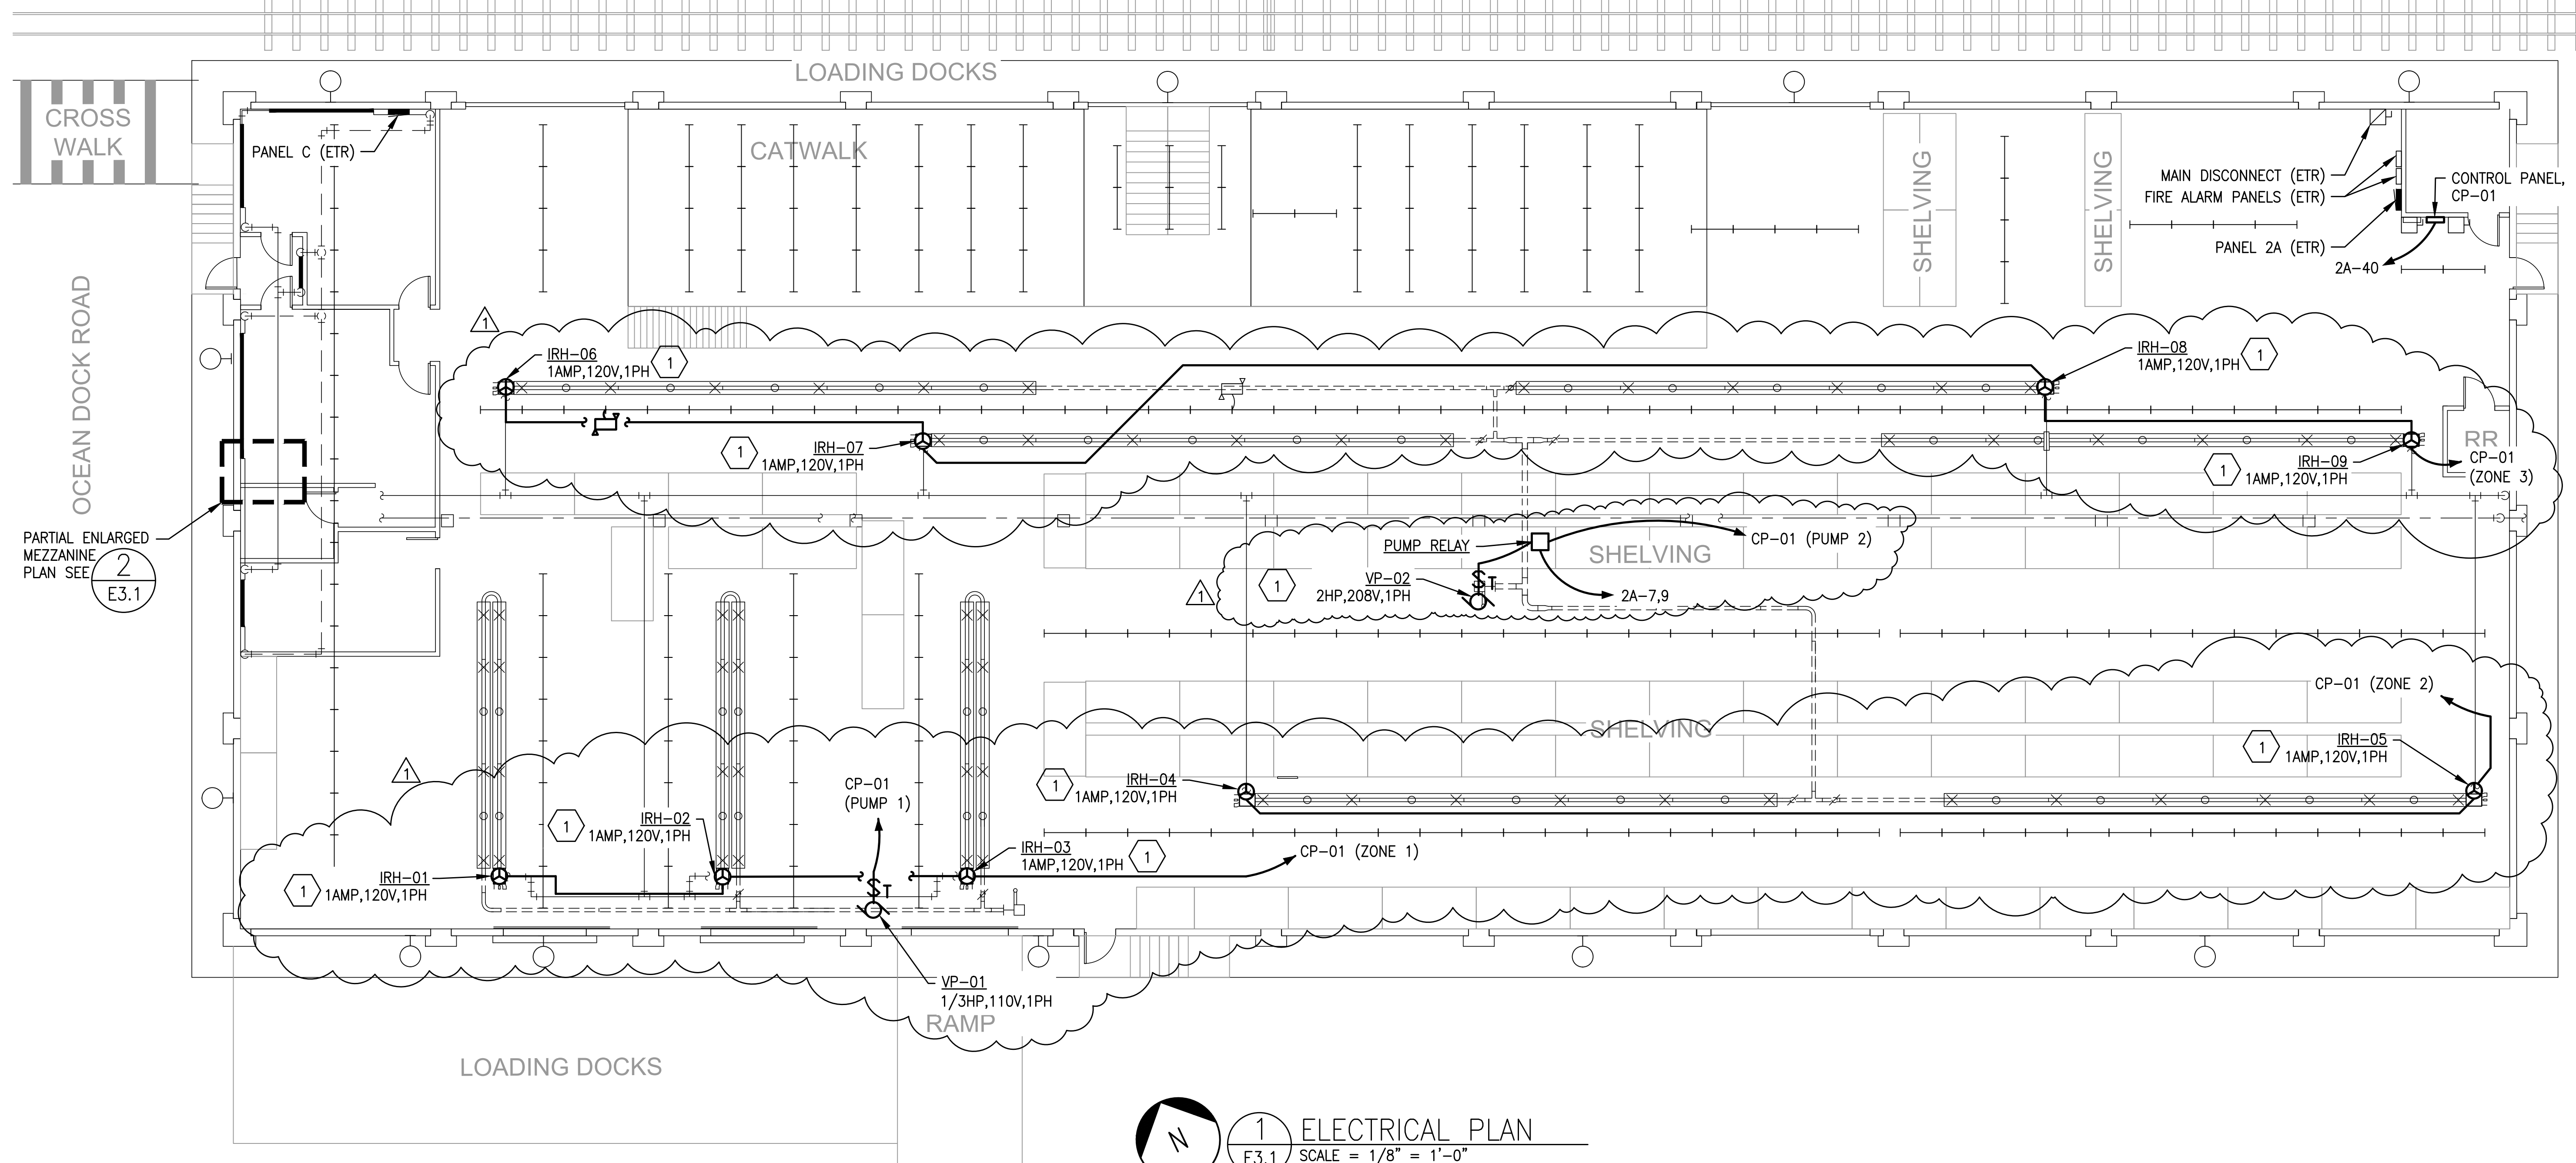 LOADING DOCKS
CROSS
WALK
PANEL C (ETR)
CATWALK
SHELVING
SHELVING
MAIN DISCONNECT (ETR)
FIRE ALARM PANELS (ETR)
CONTROL PANEL,
CP-01
PANEL 2A (ETR)
2A-40
OCEAN DOCK ROAD
1
IRH-06
1AMP,120V,1PH
1
IRH-08
1AMP,120V,1PH
1
1
IRH-07
1AMP,120V,1PH
1
IRH-09
1AMP,120V,1PH
RR
CP-01
(ZONE 3)
PARTIAL ENLARGED
MEZZANINE
PLAN SEE
2
E3.1
PUMP RELAY
CP-01 (PUMP 2)
SHELVING
1
1
VP-02
2HP,208V,1PH
$T
2A-7,9
CP-01 (ZONE 2)
SHELVING
1
IRH-05
1AMP,120V,1PH
1
1
IRH-04
1AMP,120V,1PH
CP-01
(PUMP 1)
1
IRH-02
1AMP,120V,1PH
IRH-03
1AMP,120V,1PH
1
CP-01 (ZONE 1)
1
IRH-01
1AMP,120V,1PH
$T
VP-01
1/3HP,110V,1PH
RAMP
LOADING DOCKS
N
1
E3.1
ELECTRICAL PLAN
SCALE = 1/8" = 1'-0"